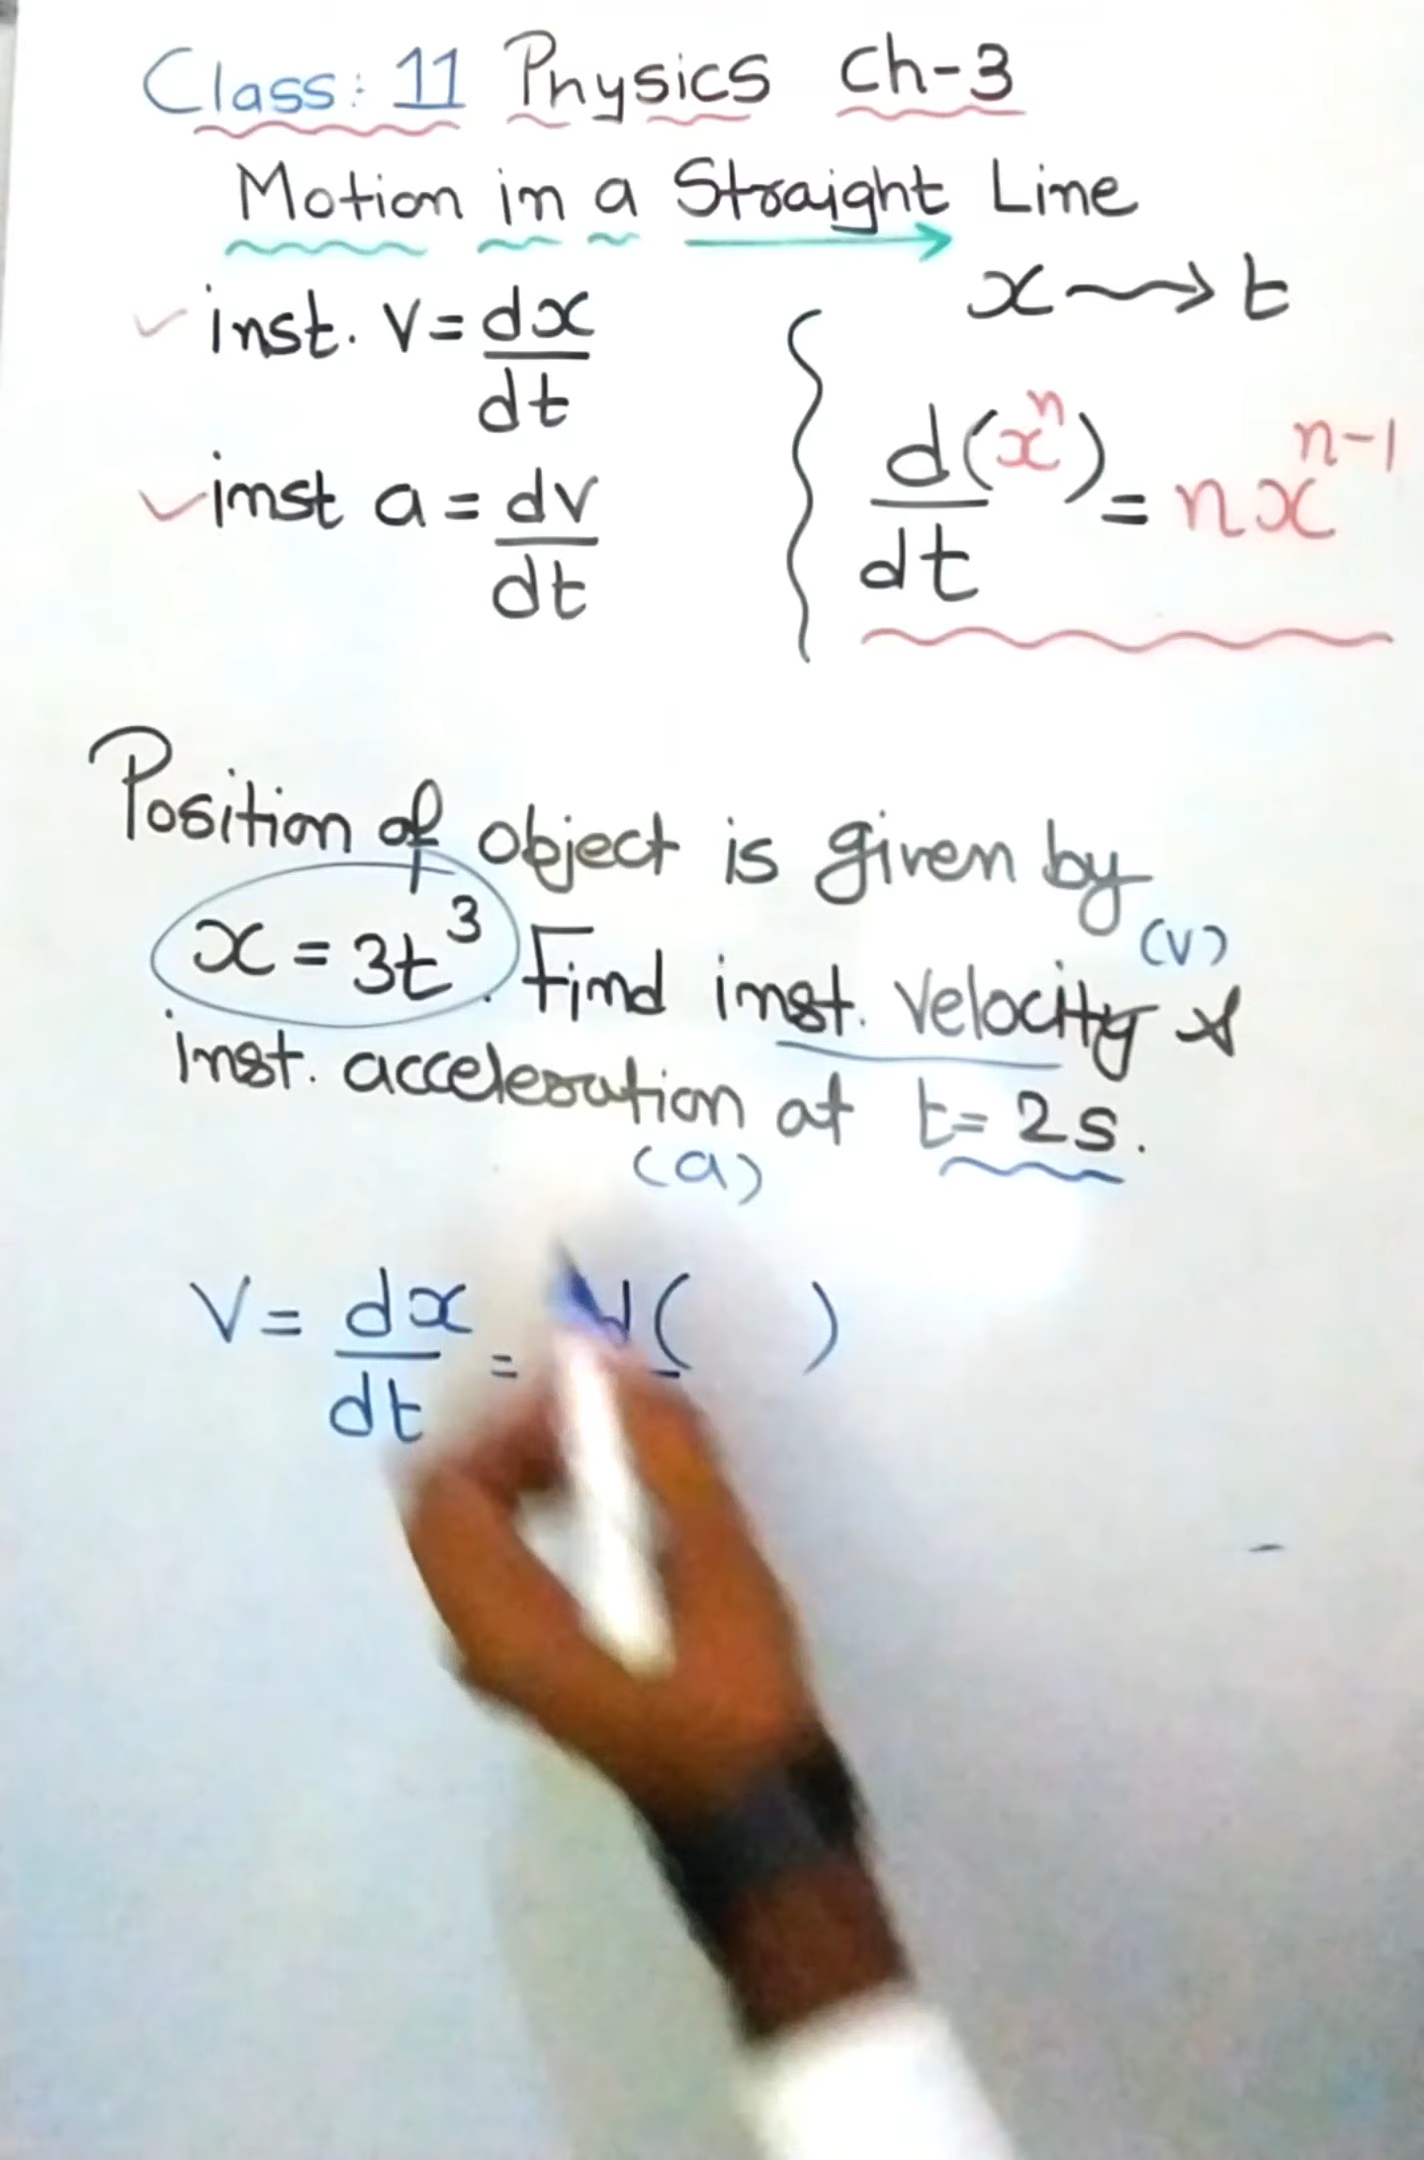 Class: 11 Physics Ch-3
Motion in a Straight Line
inst. v = dx/dt
inst a = dv/dt
x → t
d(xⁿ)/dt = nxⁿ⁻¹
Position of object is given by
x = 3t³. Find inst. velocity (v) &
inst. acceleration (a) at t = 2s.
V = dx/dt = d( )